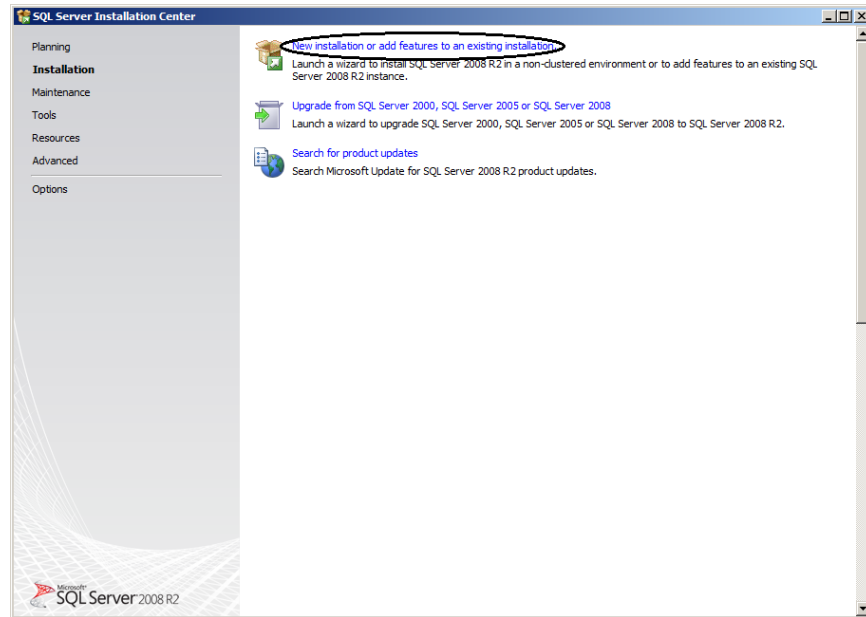 SQL Server Installation Center
Planning
Installation
Maintenance
Tools
Resources
Advanced
Options
New installation or add features to an existing installation.
Launch a wizard to install SQL Server 2008 R2 in a non-clustered environment or to add features to an existing SQL
Server 2008 R2 instance.
Upgrade from SQL Server 2000, SQL Server 2005 or SQL Server 2008
Launch a wizard to upgrade SQL Server 2000, SQL Server 2005 or SQL Server 2008 to SQL Server 2008 R2.
Search for product updates
Search Microsoft Update for SQL Server 2008 R2 product updates.
Microsoft
SQL Server 2008 R2